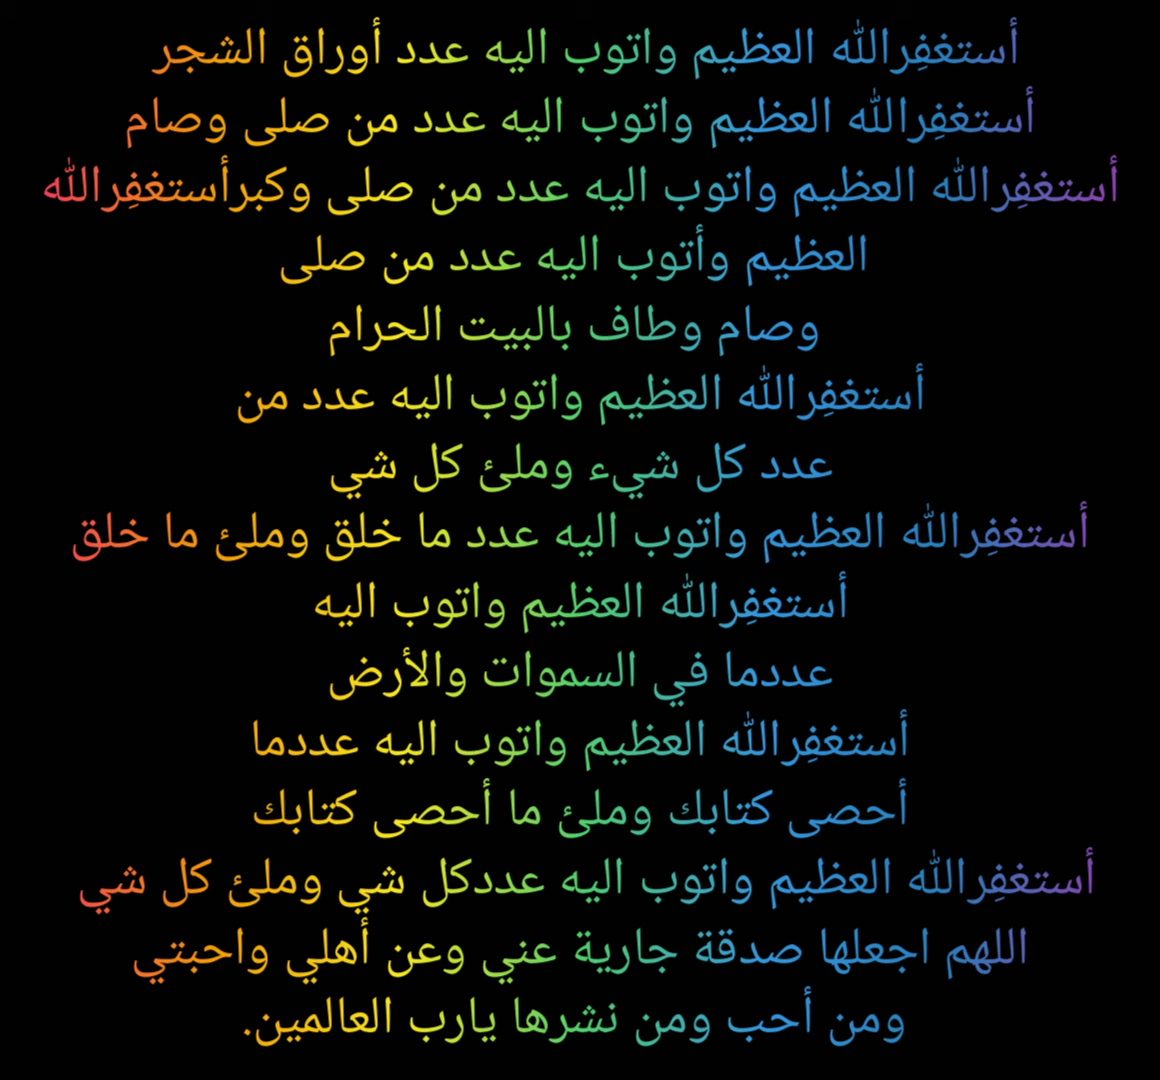 أستغفِرالله العظيم واتوب اليه عدد أوراق الشجر
أستغفِرالله العظيم واتوب اليه عدد من صلى وصام
أستغفِرالله العظيم واتوب اليه عدد من صلى وكبرأستغفِرالله
العظيم وأتوب اليه عدد من صلى
وصام وطاف بالبيت الحرام
أستغفِرالله العظيم واتوب اليه عدد من
عدد كل شيء وملئ كل شي
أستغفِرالله العظيم واتوب اليه عدد ما خلق وملئ ما خلق
أستغفِرالله العظيم واتوب اليه
عددما في السموات والأرض
أستغفِرالله العظيم واتوب اليه عددما
أحصى كتابك وملئ ما أحصى كتابك
أستغفِرالله العظيم واتوب اليه عددكل شي وملئ كل شي
اللهم اجعلها صدقة جارية عني وعن أهلي واحبتي
ومن أحب ومن نشرها يارب العالمين.